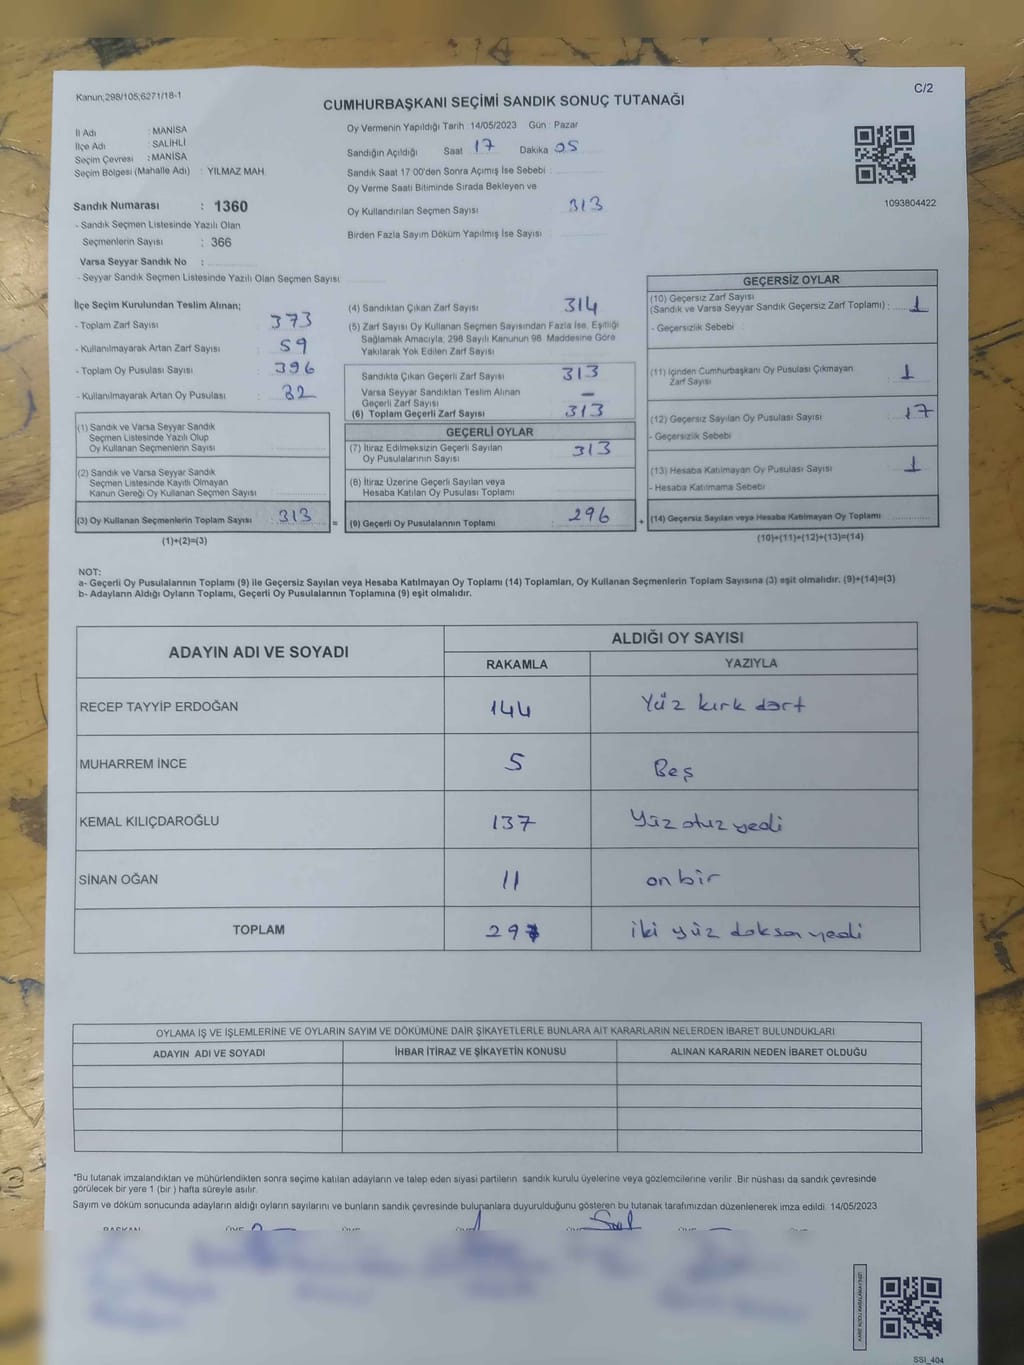 Kanun;298/105;6271/18-1
C/2
CUMHURBAŞKANI SEÇİMİ SANDIK SONUÇ TUTANAĞI
İl Adı : MANİSA
İlçe Adı : SALİHLİ
Seçim Çevresi : MANİSA
Seçim Bölgesi (Mahalle Adı) : YILMAZ MAH.
Sandık Numarası : 1360
- Sandık Seçmen Listesinde Yazılı Olan
Seçmenlerin Sayısı : 366
Varsa Seyyar Sandık No :
- Seyyar Sandık Seçmen Listesinde Yazılı Olan Seçmen Sayısı
Oy Vermenin Yapıldığı Tarih :14/05/2023 Gün : Pazar
Sandığın Açıldığı Saat 17 Dakika 05
Sandık Saat 17 00'den Sonra Açımış İse Sebebi :
Oy Verme Saati Bitiminde Sırada Bekleyen ve
Oy Kullandırılan Seçmen Sayısı 313
Birden Fazla Sayım Döküm Yapılmış İse Sayısı
1093804422
İlçe Seçim Kurulundan Teslim Alınan;
- Toplam Zarf Sayısı : 373
- Kullanılmayarak Artan Zarf Sayısı : 59
- Toplam Oy Pusulası Sayısı : 396
- Kullanılmayarak Artan Oy Pusulası : 82
(1) Sandık ve Varsa Seyyar Sandık
Seçmen Listesinde Yazılı Olup
Oy Kullanan Seçmenlerin Sayısı
(2) Sandık ve Varsa Seyyar Sandık
Seçmen Listesinde Kayıtlı Olmayan
Kanun Gereği Oy Kullanan Seçmen Sayısı
(3) Oy Kullanan Seçmenlerin Toplam Sayısı : 313
(1)+(2)=(3)
=
(4) Sandıktan Çıkan Zarf Sayısı 314
(5) Zarf Sayısı Oy Kullanan Seçmen Sayısından Fazla İse, Eşitliği
Sağlamak Amacıyla, 298 Sayılı Kanunun 98. Maddesine Göre
Yakılarak Yok Edilen Zarf Sayısı
Sandıkta Çıkan Geçerli Zarf Sayısı 313
Varsa Seyyar Sandıktan Teslim Alınan
Geçerli Zarf Sayısı –
(6) Toplam Geçerli Zarf Sayısı 313
GEÇERLİ OYLAR
(7) İtiraz Edilmeksizin Geçerli Sayılan
Oy Pusulalarının Sayısı 313
(8) İtiraz Üzerine Geçerli Sayılan veya
Hesaba Katılan Oy Pusulası Toplamı
(9) Geçerli Oy Pusulalarının Toplamı : 296
+
GEÇERSİZ OYLAR
(10) Geçersiz Zarf Sayısı
(Sandık ve Varsa Seyyar Sandık Geçersiz Zarf Toplamı) : 1
- Geçersizlik Sebebi
(11) İçinden Cumhurbaşkanı Oy Pusulası Çıkmayan
Zarf Sayısı 1
(12) Geçersiz Sayılan Oy Pusulası Sayısı 17
- Geçersizlik Sebebi
(13) Hesaba Katılmayan Oy Pusulası Sayısı 1
- Hesaba Katılmama Sebebi
(14) Geçersiz Sayılan veya Hesaba Katılmayan Oy Toplamı
(10)+(11)+(12)+(13)=(14)
NOT:
a- Geçerli Oy Pusulalarının Toplamı (9) ile Geçersiz Sayılan veya Hesaba Katılmayan Oy Toplamı (14) Toplamları, Oy Kullanan Seçmenlerin Toplam Sayısına (3) eşit olmalıdır. (9)+(14)=(3)
b- Adayların Aldığı Oyların Toplamı, Geçerli Oy Pusulalarının Toplamına (9) eşit olmalıdır.
ADAYIN ADI VE SOYADI
ALDIĞI OY SAYISI
RAKAMLA YAZIYLA
RECEP TAYYİP ERDOĞAN 144 Yüz kırk dört
MUHARREM İNCE 5 Beş
KEMAL KILIÇDAROĞLU 137 Yüz otuz yedi
SİNAN OĞAN 11 on bir
TOPLAM 297 iki yüz doksan yedi
OYLAMA İŞ VE İŞLEMLERİNE VE OYLARIN SAYIM VE DÖKÜMÜNE DAİR ŞİKAYETLERLE BUNLARA AİT KARARLARIN NELERDEN İBARET BULUNDUKLARI
ADAYIN ADI VE SOYADI İHBAR İTİRAZ VE ŞİKAYETİN KONUSU ALINAN KARARIN NEDEN İBARET OLDUĞU
*Bu tutanak imzalandıktan ve mühürlendikten sonra seçime katılan adayların ve talep eden siyasi partilerin sandık kurulu üyelerine veya gözlemcilerine verilir .Bir nüshası da sandık çevresinde
görülecek bir yere 1 (bir ) hafta süreyle asılır.
Sayım ve döküm sonucunda adayların aldığı oyların sayılarını ve bunların sandık çevresinde bulunanlara duyurulduğunu gösteren bu tutanak tarafımızdan düzenlenerek imza edildi. 14/05/2023
BAŞKAN ÜYE ÜYE ÜYE ÜYE ÜYE ÜYE
SSİ_404